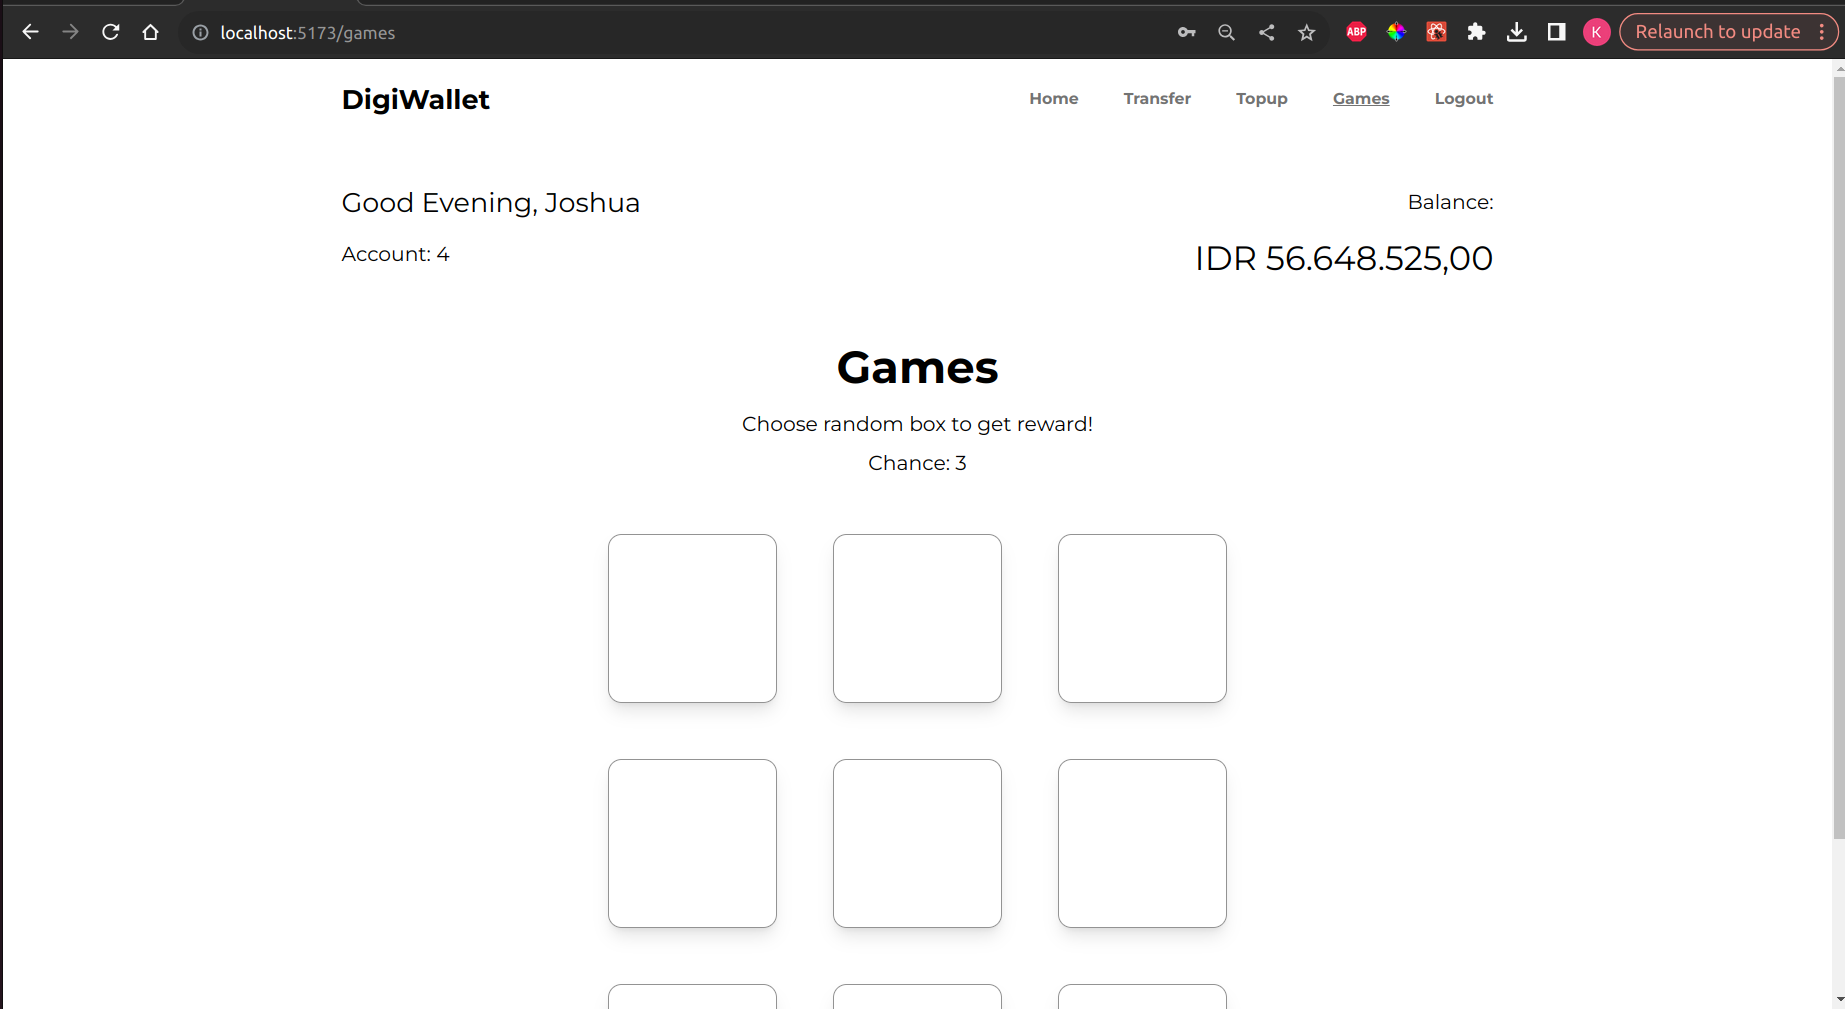 localhost:5173/games
ABP
K
Relaunch to update
DigiWallet
Home Transfer Topup Games Logout
Good Evening, Joshua
Balance:
Account: 4
IDR 56.648.525,00
Games
Choose random box to get reward!
Chance: 3